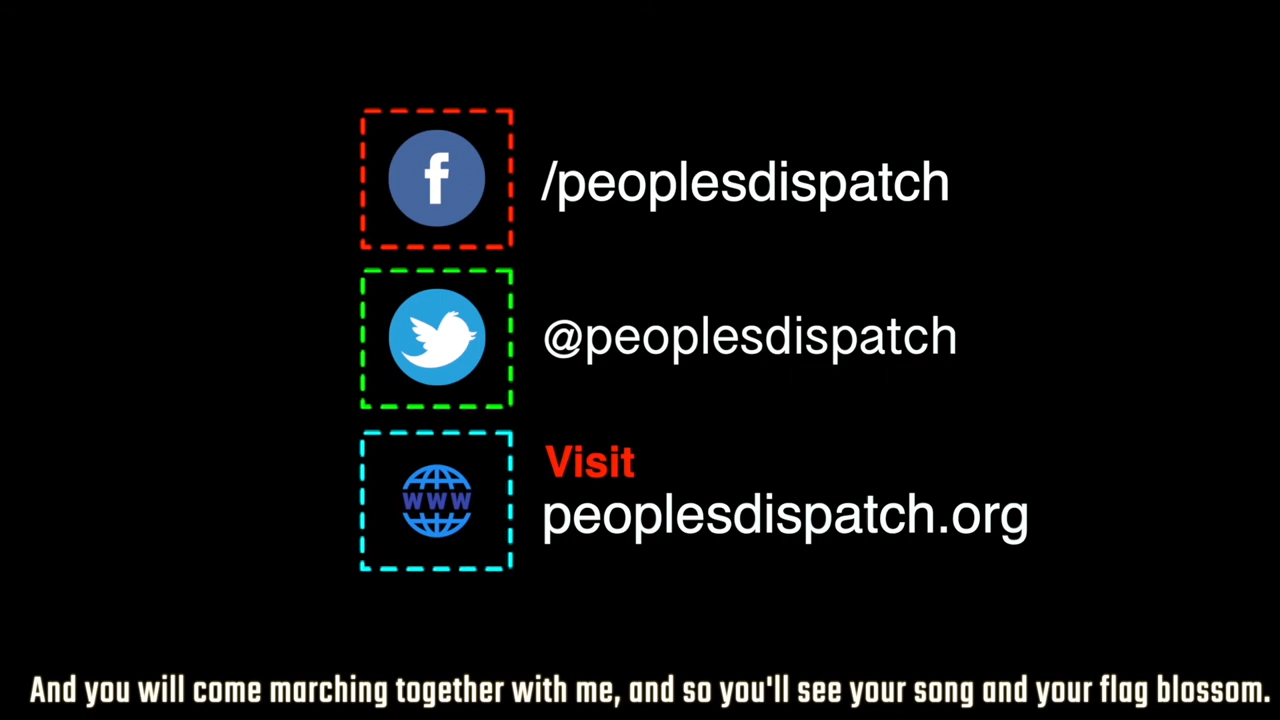 f
/peoplesdispatch
@peoplesdispatch
Visit
WWW
peoplesdispatch.org
And you will come marching together with me, and so you'll see your song and your flag blossom.